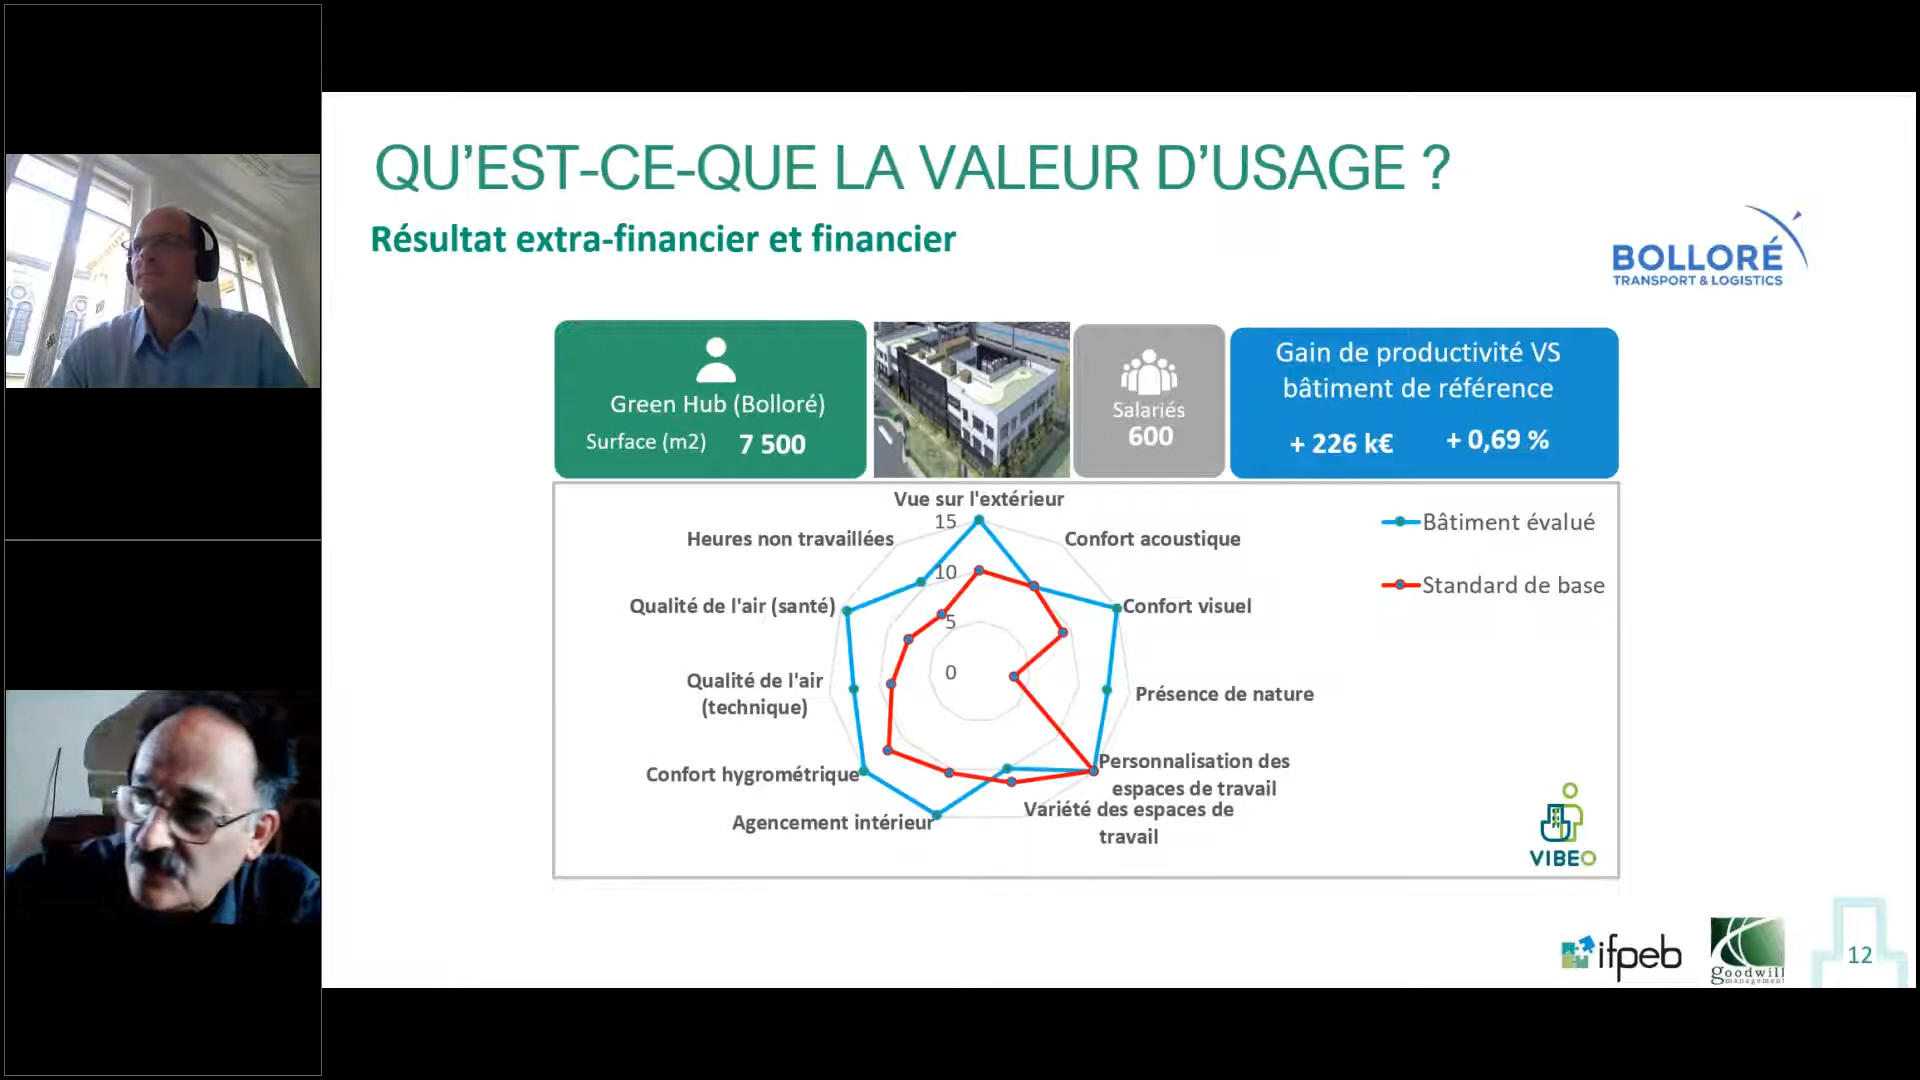 QU’EST-CE-QUE LA VALEUR D’USAGE ?
Résultat extra-financier et financier
BOLLORÉ
TRANSPORT & LOGISTICS
Green Hub (Bolloré)
Surface (m2) 7 500
Salariés
600
Gain de productivité VS
bâtiment de référence
+ 226 k€ + 0,69 %
Vue sur l'extérieur
15
10
5
0
Heures non travaillées
Confort acoustique
Qualité de l'air (santé)
Confort visuel
Qualité de l'air
(technique)
Présence de nature
Confort hygrométrique
Personnalisation des
espaces de travail
Agencement intérieur
Variété des espaces de
travail
Bâtiment évalué
Standard de base
VIBEO
ifpeb
goodwill
management
12